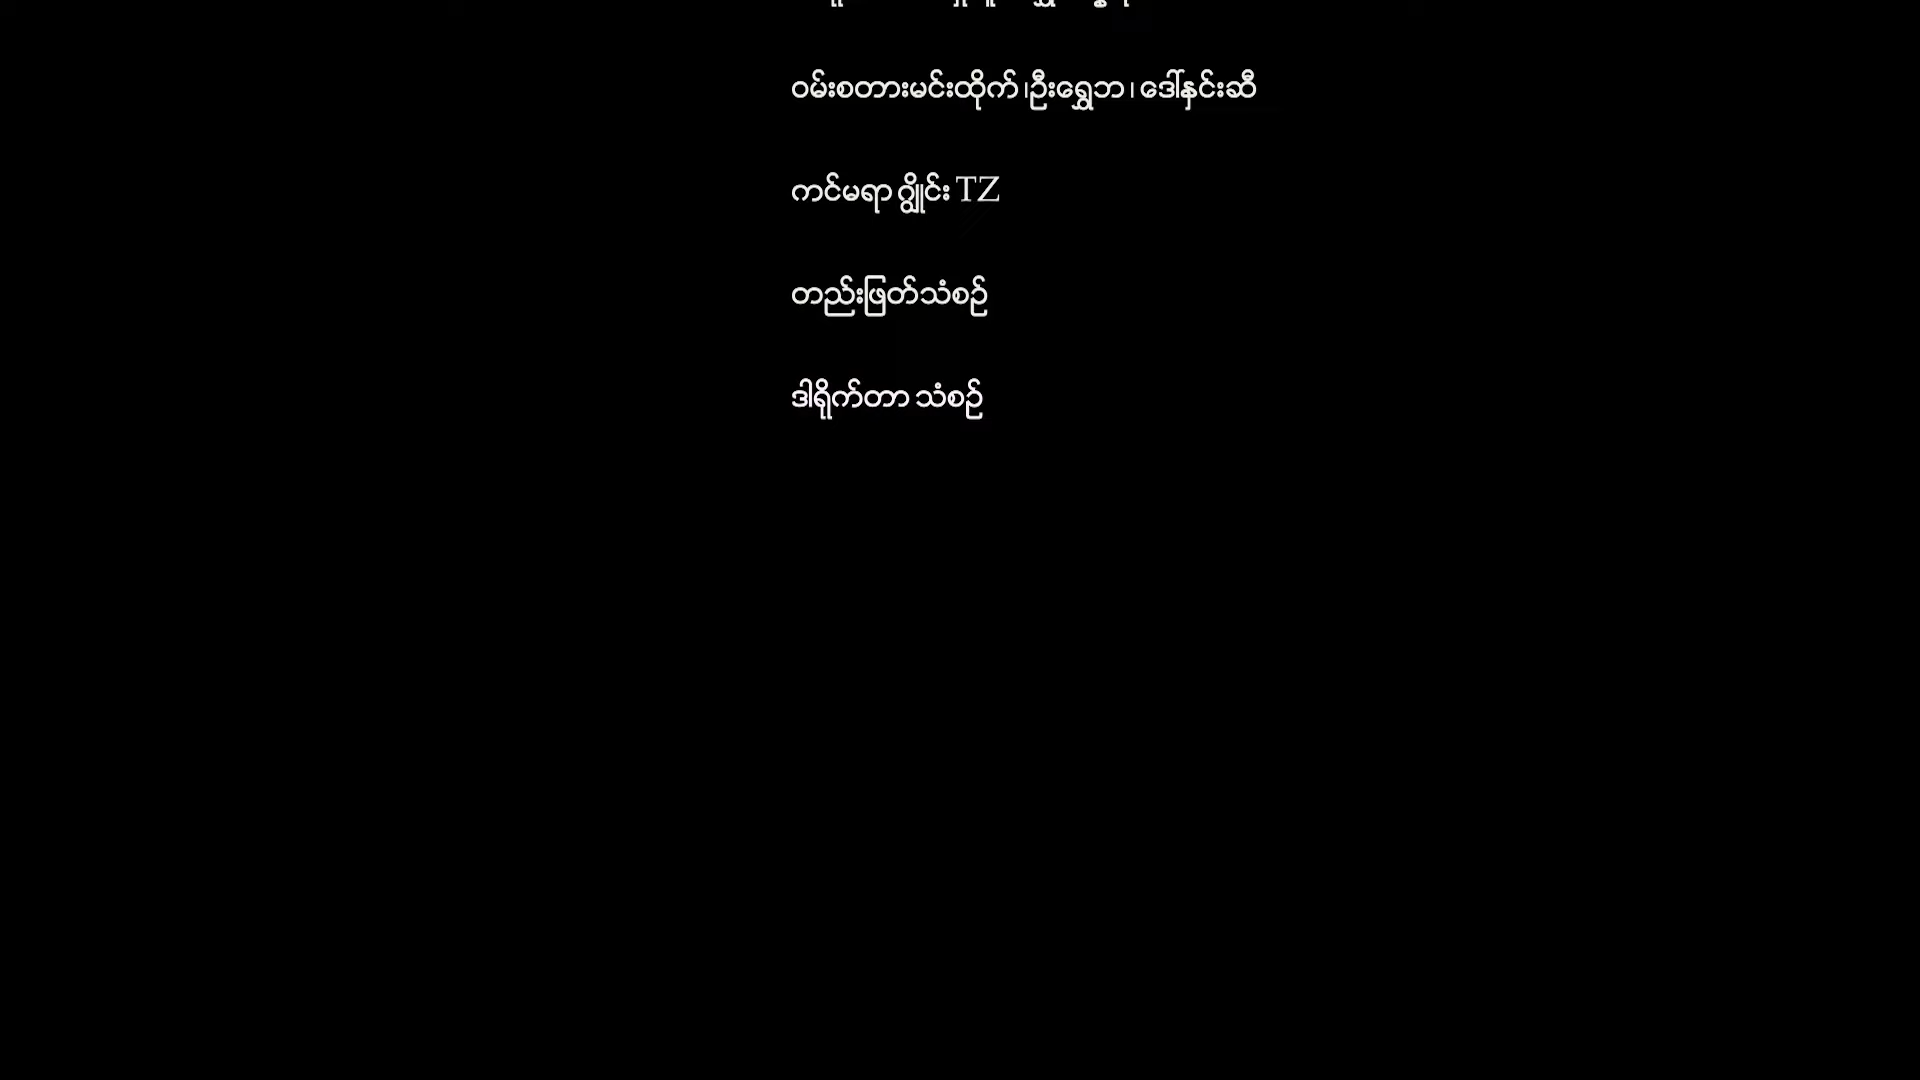 ဝမ်းစတားမင်းထိုက် ၊ဦးရွှေဘ ၊ ဒေါ်နှင်းဆီ
ကင်မရာ ဂျွိုင်း TZ
တည်းဖြတ်သံစဉ်
ဒါရိုက်တာ သံစဉ်